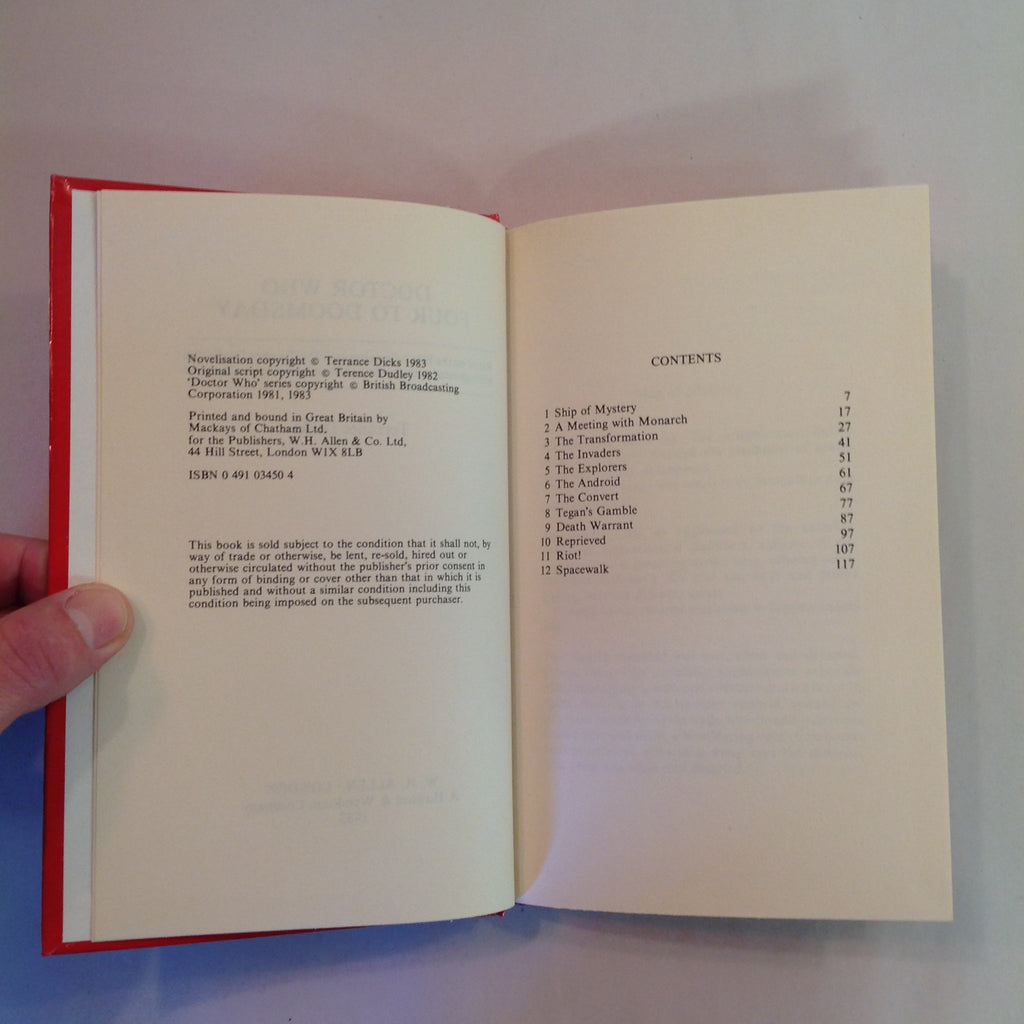 Novelisation copyright © Terrance Dicks 1983
Original script copyright © Terence Dudley 1982
'Doctor Who' series copyright © British Broadcasting
Corporation 1981, 1983
Printed and bound in Great Britain by
Mackays of Chatham Ltd,
for the Publishers, W.H. Allen & Co. Ltd,
44 Hill Street, London W1X 8LB
ISBN 0 491 03450 4
This book is sold subject to the condition that it shall not, by
way of trade or otherwise, be lent, re-sold, hired out or
otherwise circulated without the publisher's prior consent in
any form of binding or cover other than that in which it is
published and without a similar condition including this
condition being imposed on the subsequent purchaser.
CONTENTS
1 Ship of Mystery 7
2 A Meeting with Monarch 17
3 The Transformation 27
4 The Invaders 41
5 The Explorers 51
6 The Android 61
7 The Convert 67
8 Tegan's Gamble 77
9 Death Warrant 87
10 Reprieved 97
11 Riot! 107
12 Spacewalk 117